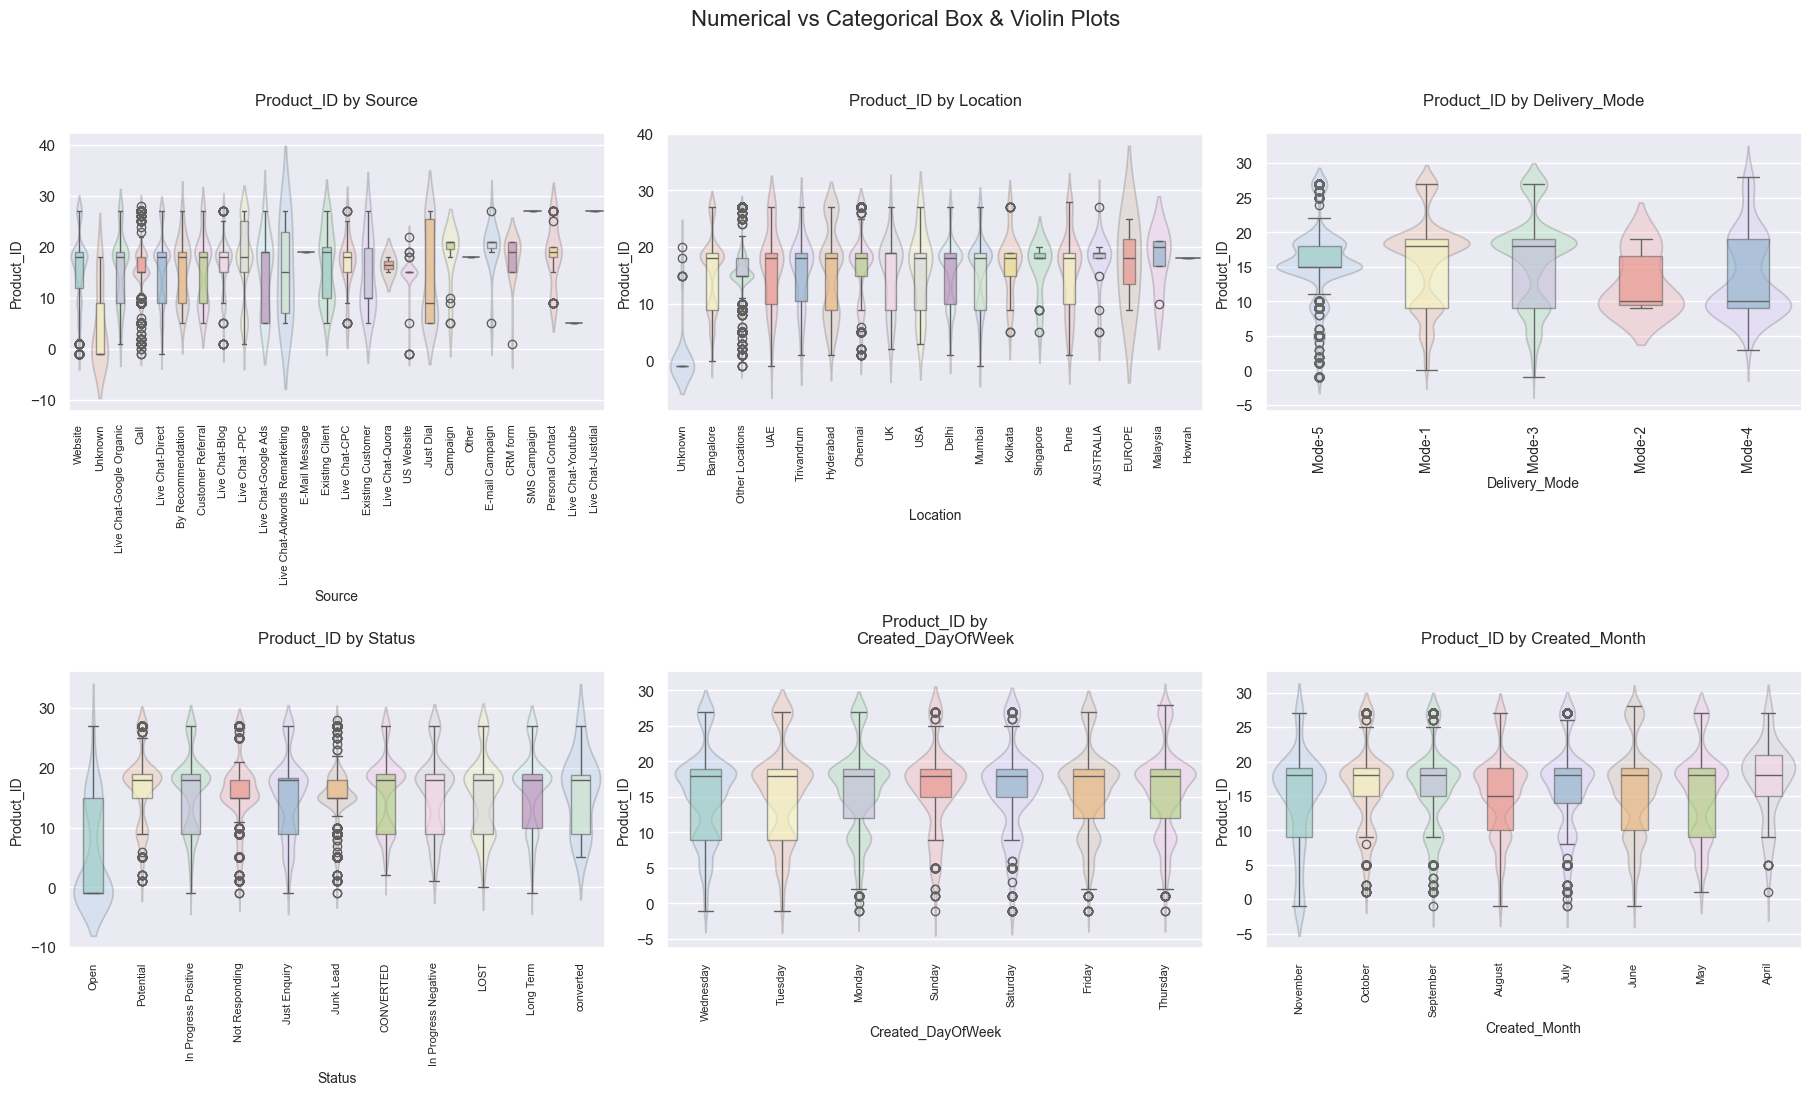 Numerical vs Categorical Box & Violin Plots
Product_ID by Source
Product_ID
40
30
20
10
0
−10
Website
Unknown
Live Chat-Google Organic
Call
Live Chat-Direct
By Recommendation
Customer Referral
Live Chat-Blog
Live Chat -PPC
Live Chat-Google Ads
Live Chat-Adwords Remarketing
E-Mail Message
Existing Client
Live Chat-CPC
Existing Customer
Live Chat-Quora
US Website
Just Dial
Campaign
Other
E-mail Campaign
CRM form
SMS Campaign
Personal Contact
Live Chat-Youtube
Live Chat-Justdial
Source
Product_ID by Location
Product_ID
40
30
20
10
0
Unknown
Bangalore
Other Locations
UAE
Trivandrum
Hyderabad
Chennai
UK
USA
Delhi
Mumbai
Kolkata
Singapore
Pune
AUSTRALIA
EUROPE
Malaysia
Howrah
Location
Product_ID by Delivery_Mode
Product_ID
30
25
20
15
10
5
0
−5
Mode-5
Mode-1
Mode-3
Mode-2
Mode-4
Delivery_Mode
Product_ID by Status
Product_ID
30
20
10
0
−10
Open
Potential
In Progress Positive
Not Responding
Just Enquiry
Junk Lead
CONVERTED
In Progress Negative
LOST
Long Term
converted
Status
Product_ID by
Created_DayOfWeek
Product_ID
30
25
20
15
10
5
0
−5
Wednesday
Tuesday
Monday
Sunday
Saturday
Friday
Thursday
Created_DayOfWeek
Product_ID by Created_Month
Product_ID
30
25
20
15
10
5
0
−5
November
October
September
August
July
June
May
April
Created_Month